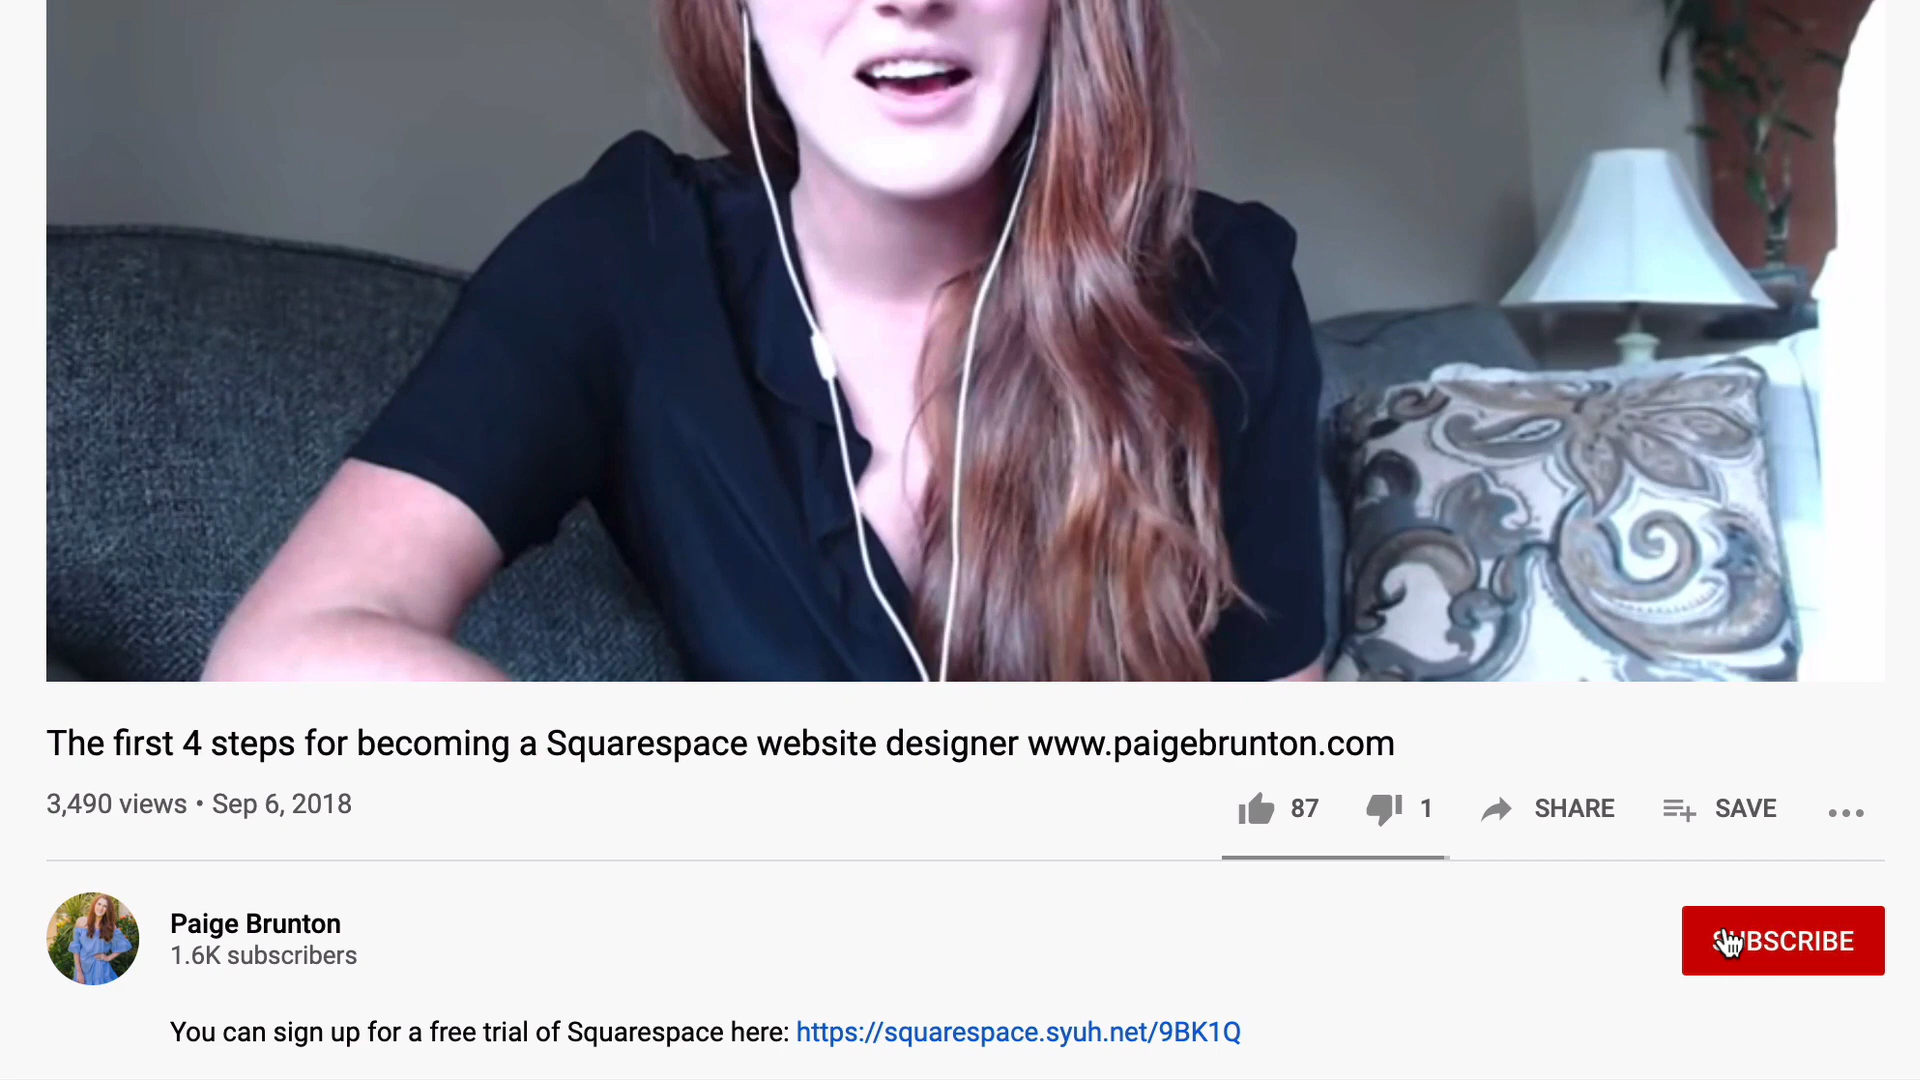 The first 4 steps for becoming a Squarespace website designer www.paigebrunton.com
3,490 views • Sep 6, 2018
87 1 SHARE SAVE
Paige Brunton
1.6K subscribers
SUBSCRIBE
You can sign up for a free trial of Squarespace here: https://squarespace.syuh.net/9BK1Q